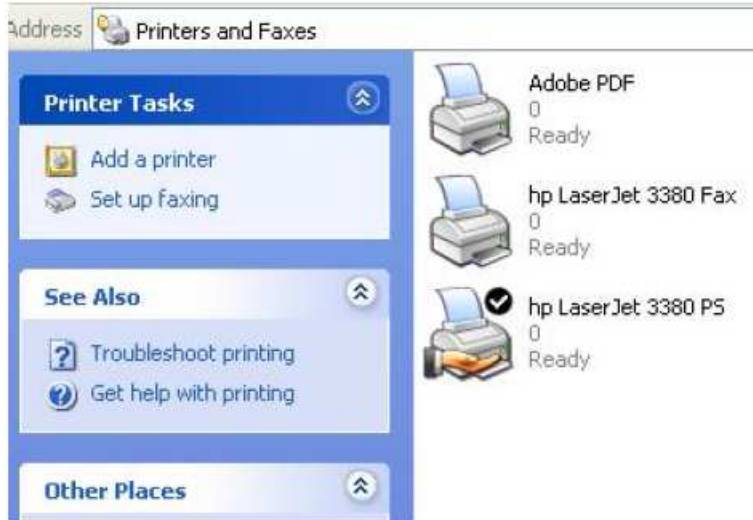 Address Printers and Faxes
Printer Tasks
Add a printer
Set up faxing
See Also
Troubleshoot printing
Get help with printing
Other Places
Adobe PDF
0
Ready
hp LaserJet 3380 Fax
0
Ready
hp LaserJet 3380 PS
0
Ready